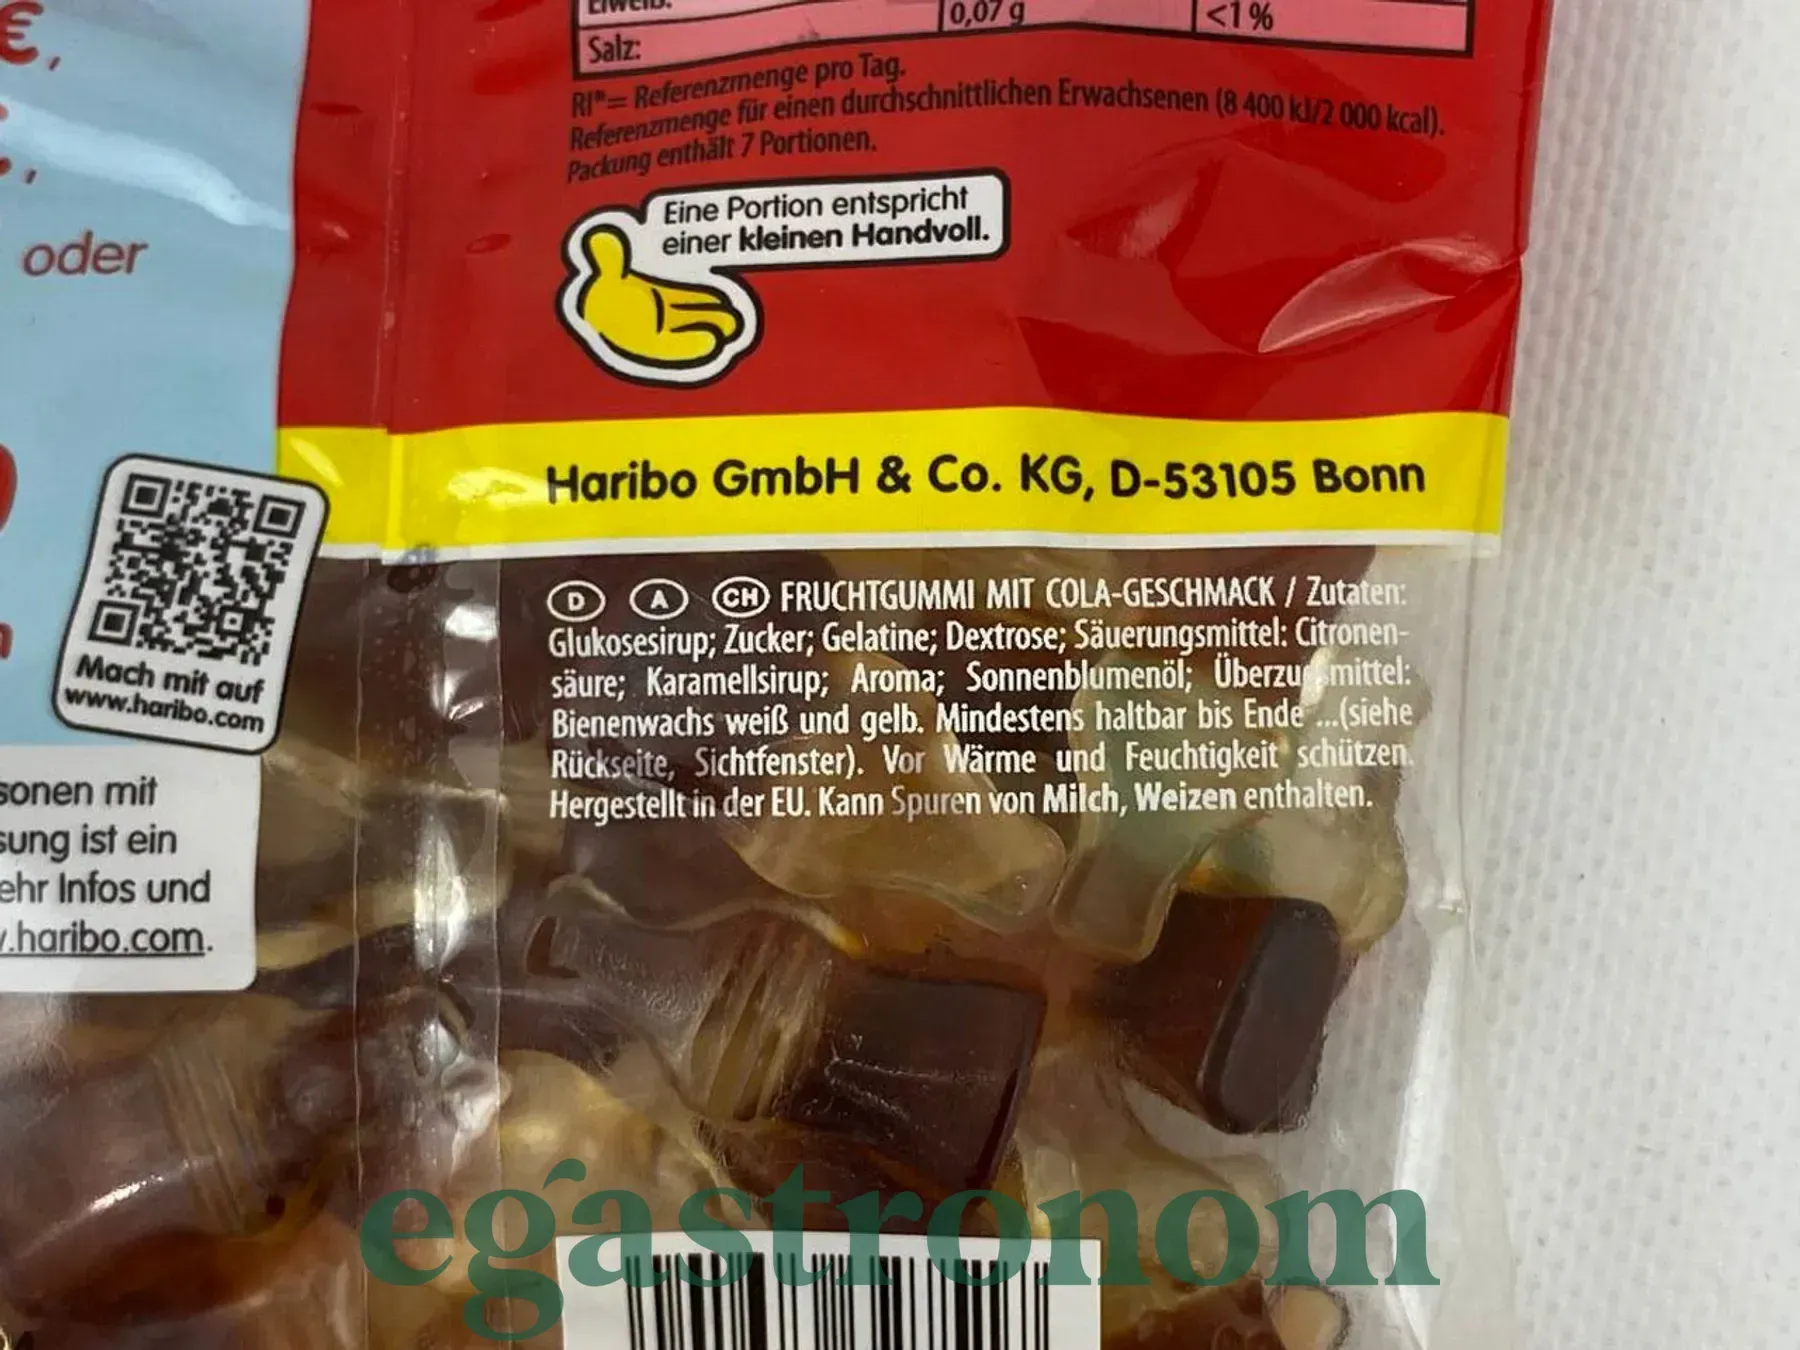 €,
oder
Eiweiß:
0,07 g
<1 %
Salz:
RI*= Referenzmenge pro Tag.
Referenzmenge für einen durchschnittlichen Erwachsenen (8 400 kJ/2 000 kcal).
Packung enthält 7 Portionen.
Eine Portion entspricht
einer kleinen Handvoll.
Haribo GmbH & Co. KG, D-53105 Bonn
Mach mit auf
www.haribo.com
sonen mit
sung ist ein
ehr Infos und
.haribo.com.
D A CH FRUCHTGUMMI MIT COLA-GESCHMACK / Zutaten:
Glukosesirup; Zucker; Gelatine; Dextrose; Säuerungsmittel: Citronen-
säure; Karamellsirup; Aroma; Sonnenblumenöl; Überzugsmittel:
Bienenwachs weiß und gelb. Mindestens haltbar bis Ende ...(siehe
Rückseite, Sichtfenster). Vor Wärme und Feuchtigkeit schützen.
Hergestellt in der EU. Kann Spuren von Milch, Weizen enthalten.
egastronom